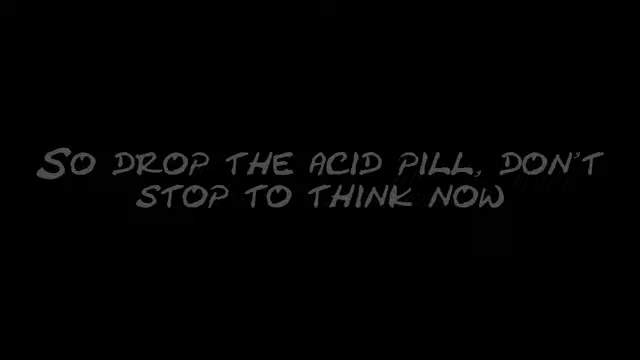 So drop the acid pill, don't
stop to think now